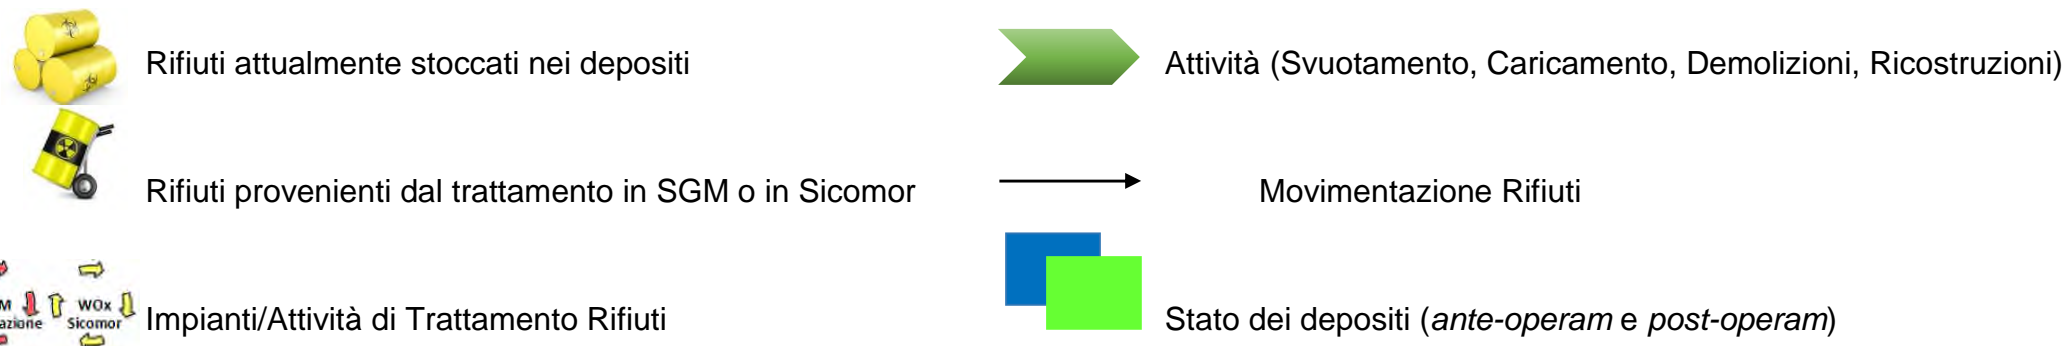 Rifiuti attualmente stoccati nei depositi
Attività (Svuotamento, Caricamento, Demolizioni, Ricostruzioni)
Rifiuti provenienti dal trattamento in SGM o in Sicomor
Movimentazione Rifiuti
WOx
Sicomor
Impianti/Attività di Trattamento Rifiuti
Stato dei depositi (ante-operam e post-operam)